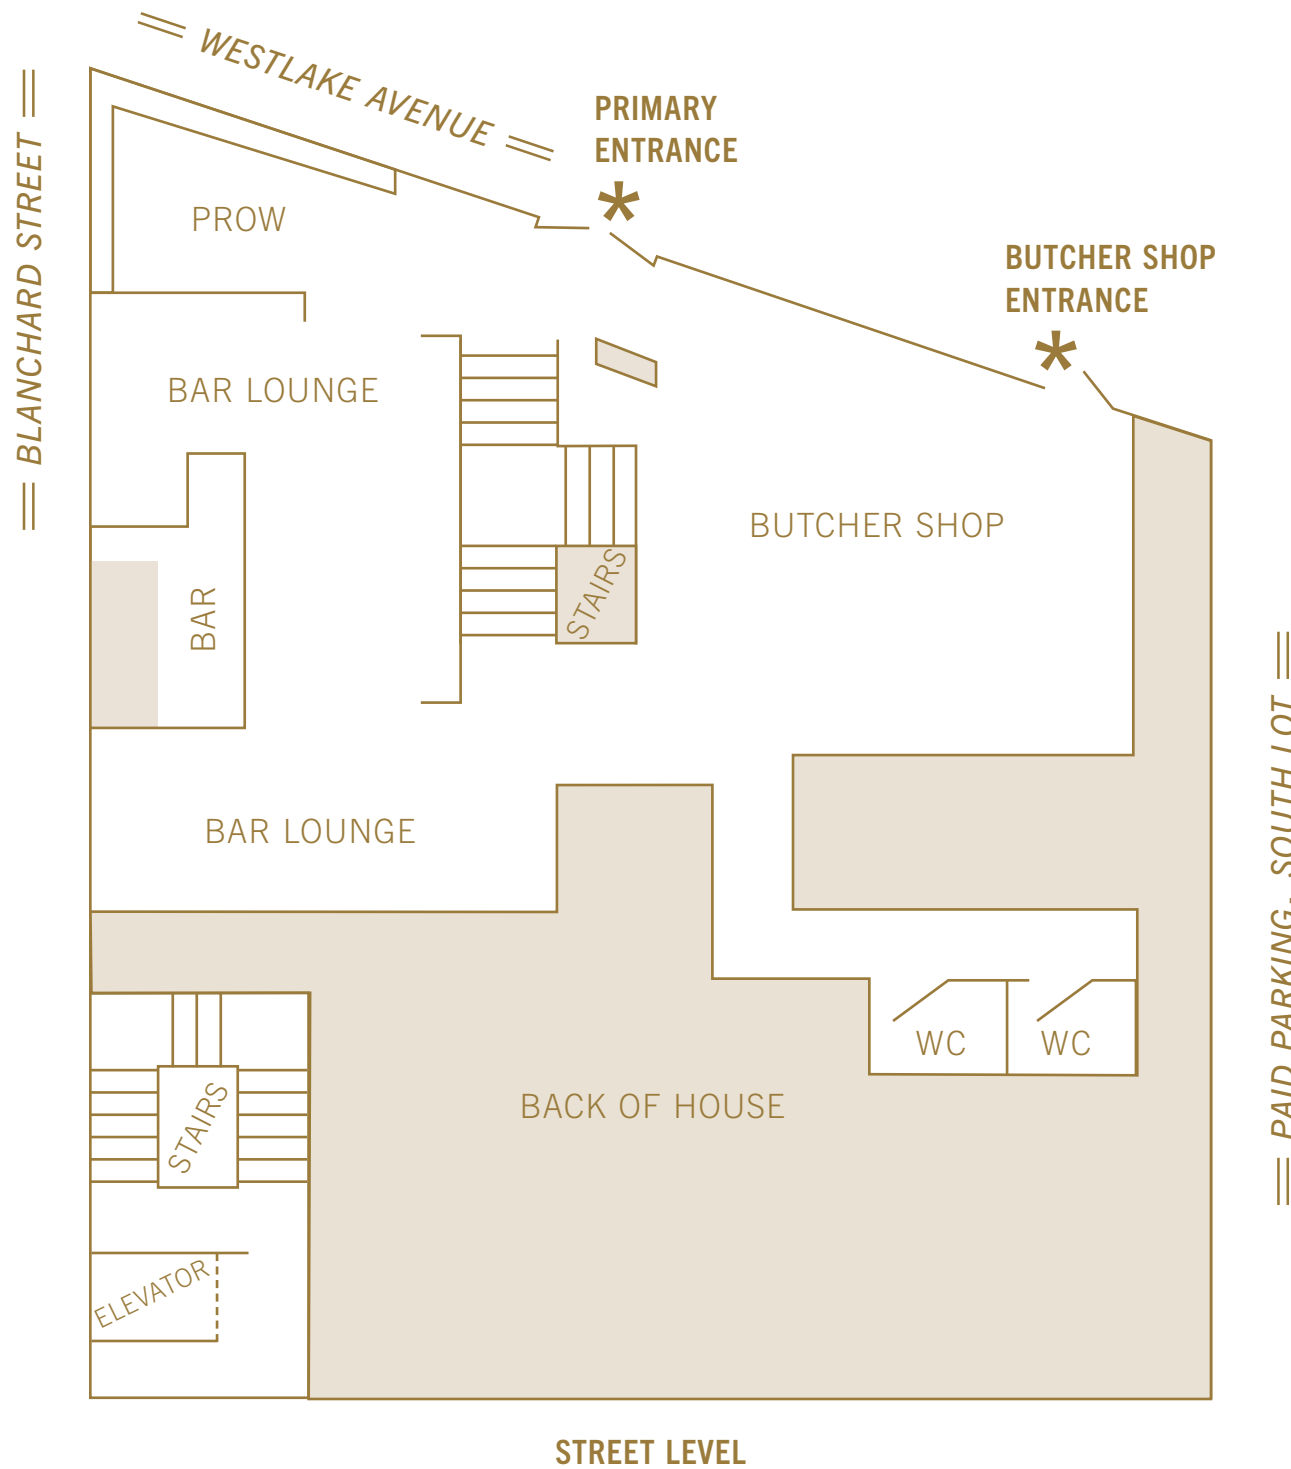 WESTLAKE AVENUE
BLANCHARD STREET
PRIMARY
ENTRANCE
PROW
BUTCHER SHOP
ENTRANCE
BAR LOUNGE
BUTCHER SHOP
STAIRS
BAR
BAR LOUNGE
PAID PARKING, SOUTH LOT
WC
WC
STAIRS
BACK OF HOUSE
ELEVATOR
STREET LEVEL